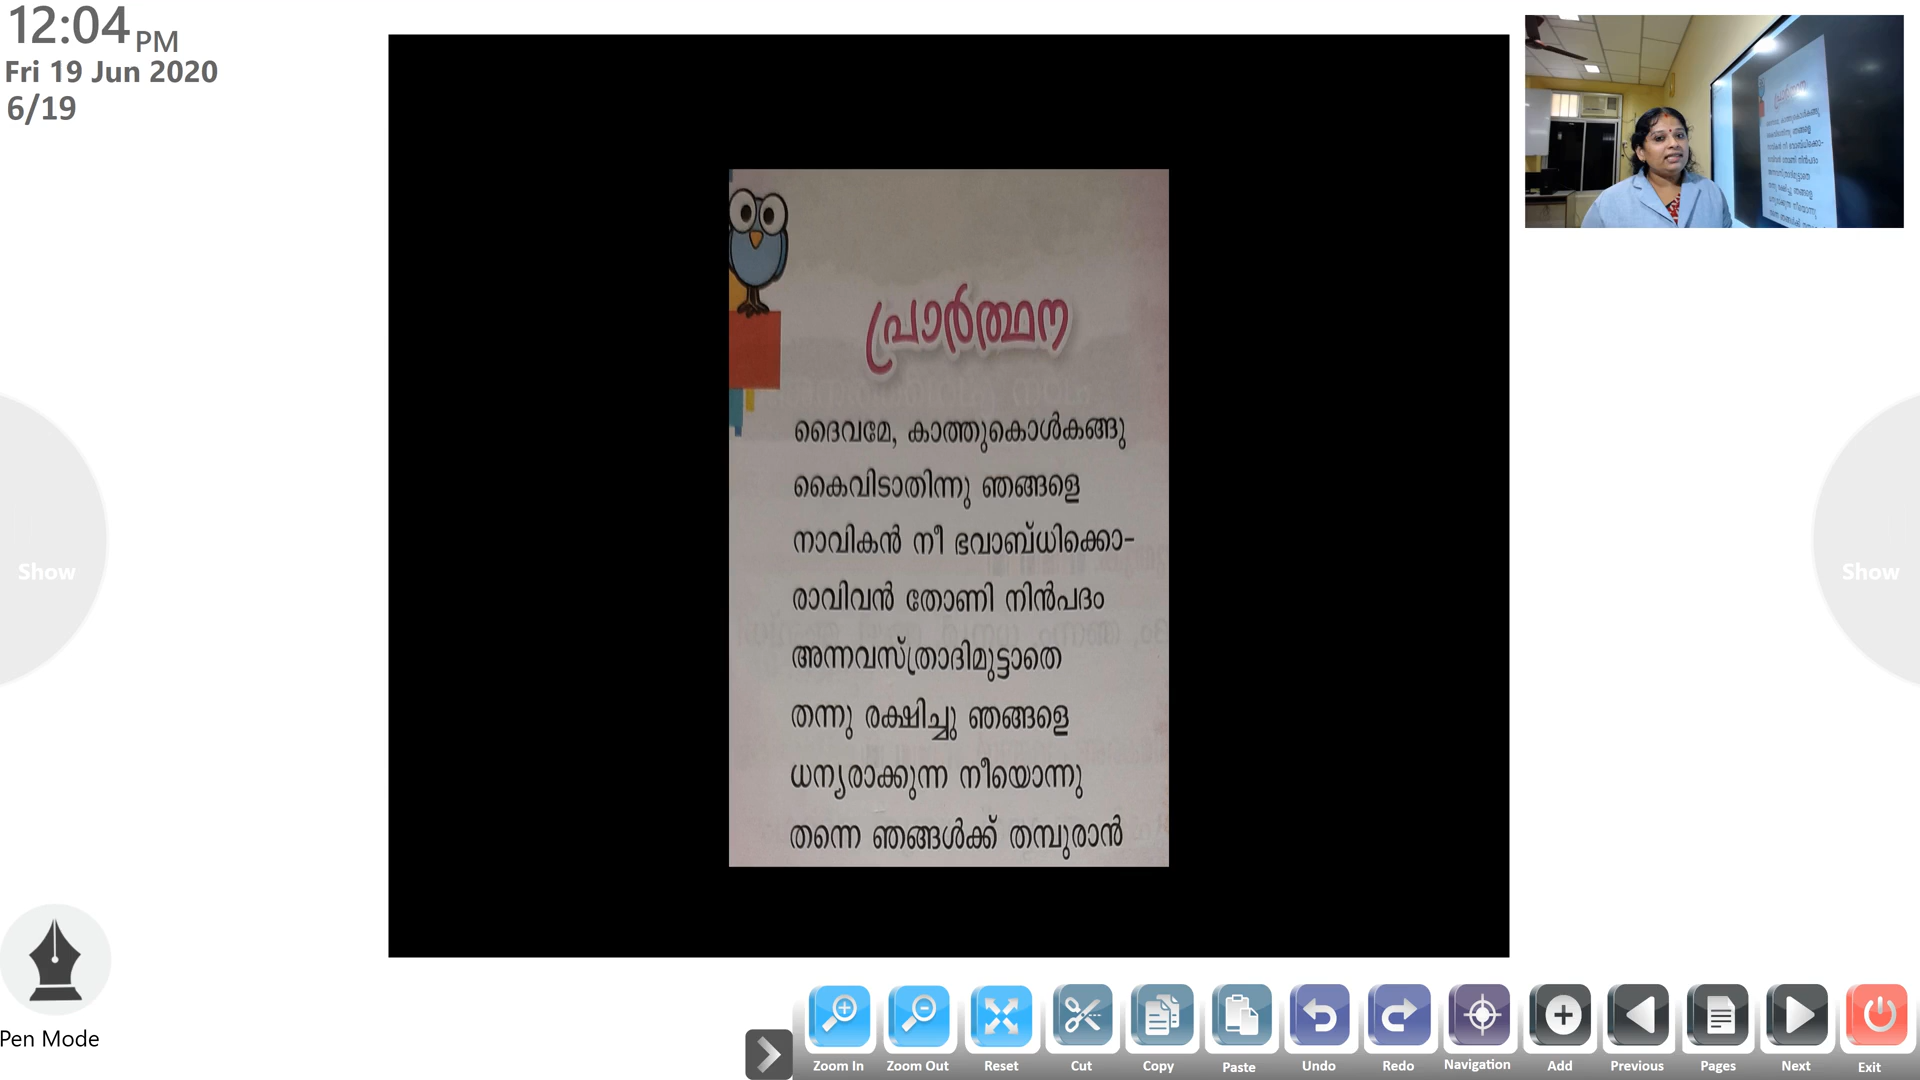 12:04 PM
Fri 19 Jun 2020
6/19
പ്രാർത്ഥന
ദൈവമേ, കാത്തുകൊൾകങ്ങു
കൈവിടാതിന്നു ഞങ്ങളെ
നാവികൻ നീ ഭവാബ്ധിക്കൊ-
രാവിവൻ തോണി നിൻപദം
അന്നവസ്ത്രാദിമുട്ടാതെ
തന്നു രക്ഷിച്ചു ഞങ്ങളെ
ധന്യരാക്കുന്ന നീയൊന്നു
തന്നെ ഞങ്ങൾക്ക് തമ്പുരാൻ
Show
Show
Pen Mode
Zoom In
Zoom Out
Reset
Cut
Copy
Paste
Undo
Redo
Navigation
Add
Previous
Pages
Next
Exit